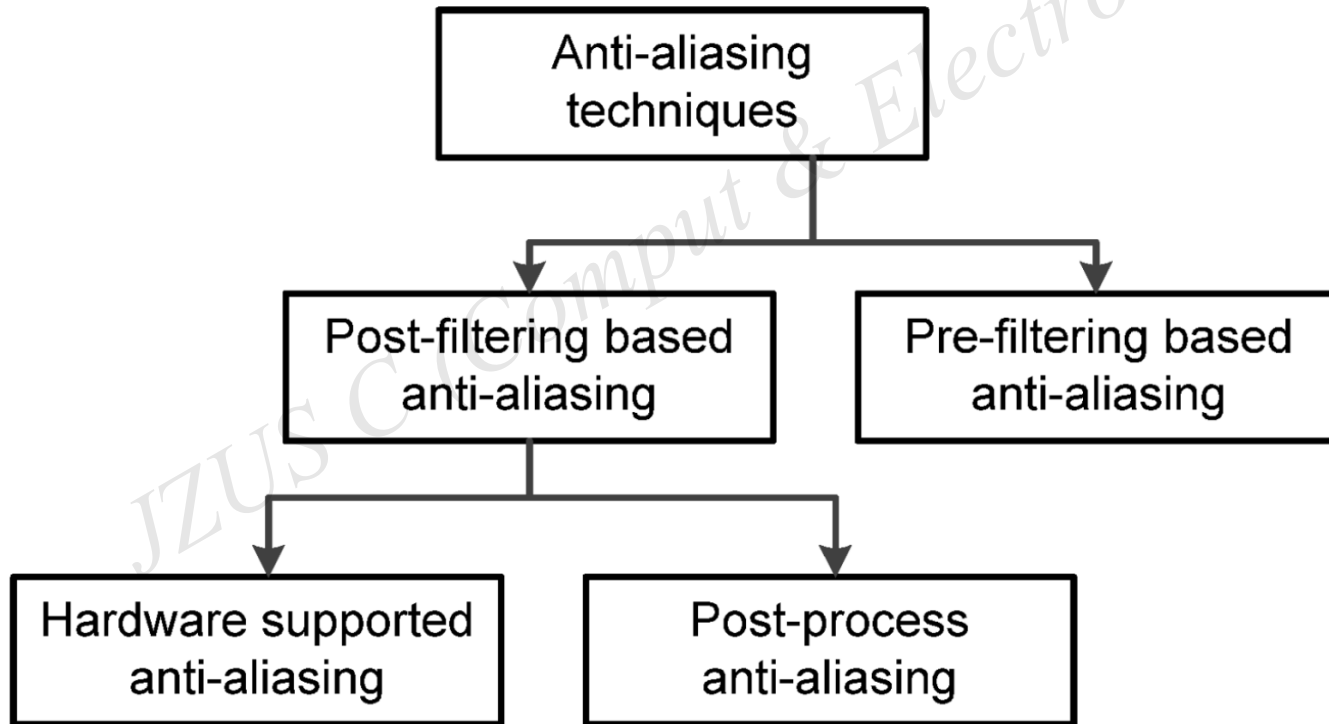 Anti-aliasing
techniques
Post-filtering based
anti-aliasing
Pre-filtering based
anti-aliasing
Hardware supported
anti-aliasing
Post-process
anti-aliasing
JZUS C (Comput & Electro